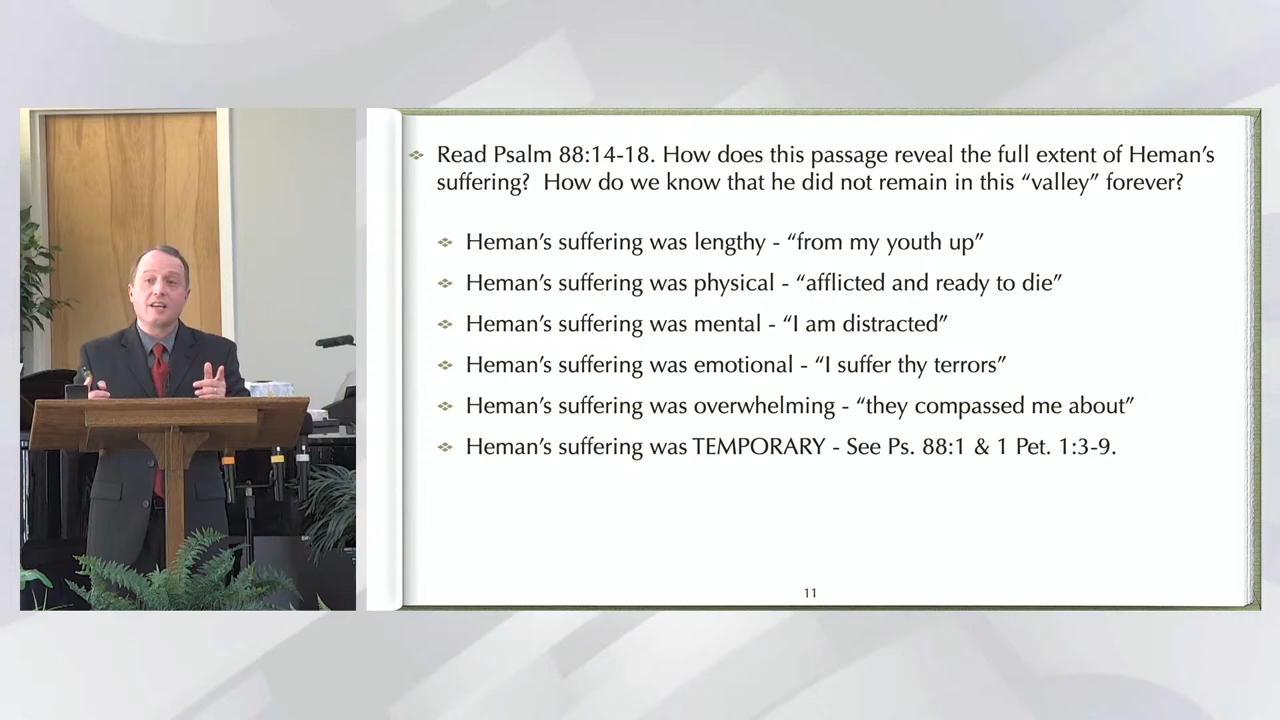 Read Psalm 88:14-18. How does this passage reveal the full extent of Heman's
suffering?  How do we know that he did not remain in this “valley” forever?
Heman's suffering was lengthy - “from my youth up”
Heman's suffering was physical - “afflicted and ready to die”
Heman's suffering was mental - “I am distracted”
Heman's suffering was emotional - “I suffer thy terrors”
Heman's suffering was overwhelming - “they compassed me about”
Heman's suffering was TEMPORARY - See Ps. 88:1 & 1 Pet. 1:3-9.
11